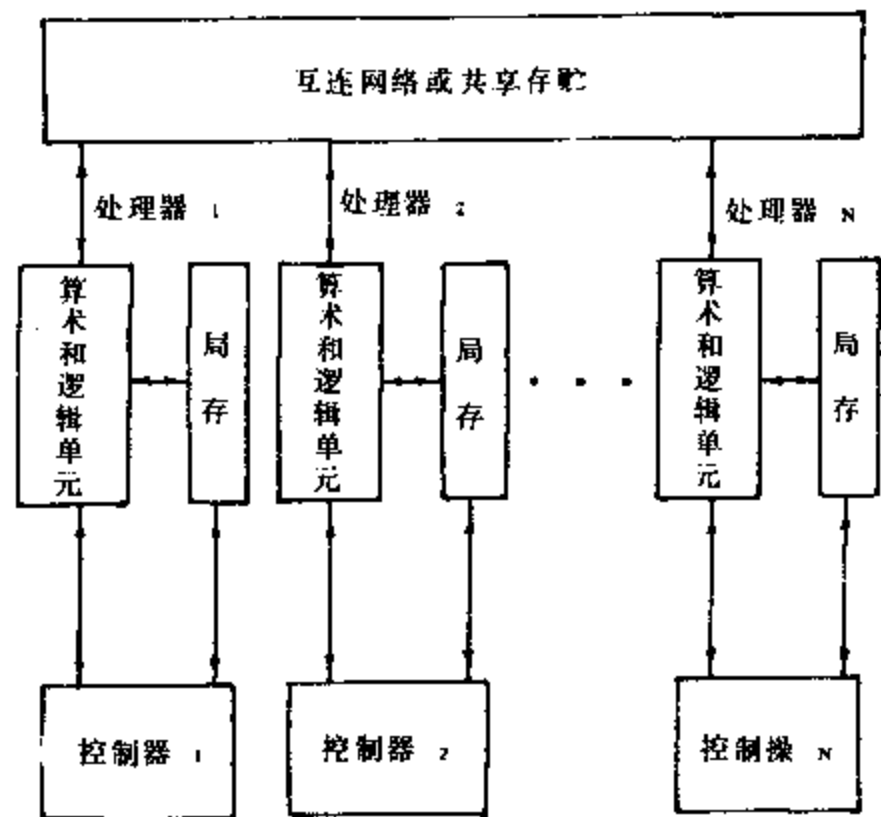 互连网络或共享存贮
处理器 1
处理器 2
处理器 N
算术和逻辑单元
局存
算术和逻辑单元
局存
算术和逻辑单元
局存
控制器 1
控制器 2
控制操 N